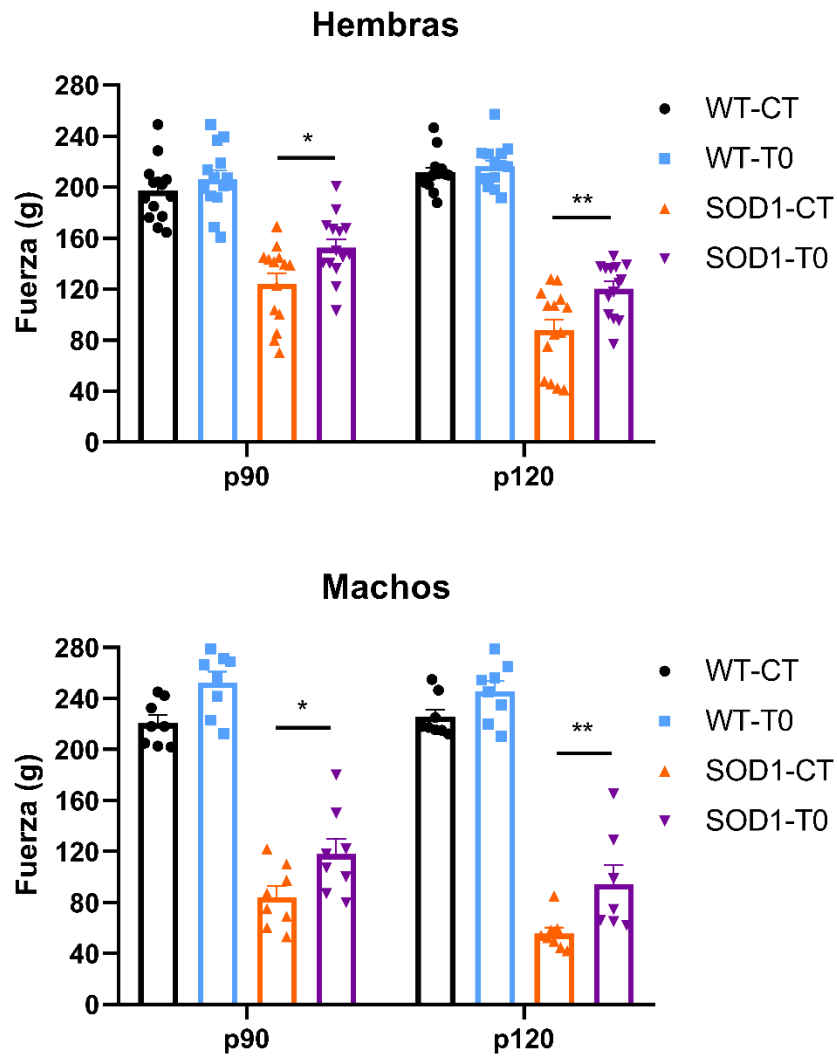 Hembras
280
240
200
160
120
80
40
0
Fuerza (g)
*
**
p90
p120
WT-CT
WT-T0
SOD1-CT
SOD1-T0
Machos
280
240
200
160
120
80
40
0
Fuerza (g)
*
**
p90
p120
WT-CT
WT-T0
SOD1-CT
SOD1-T0